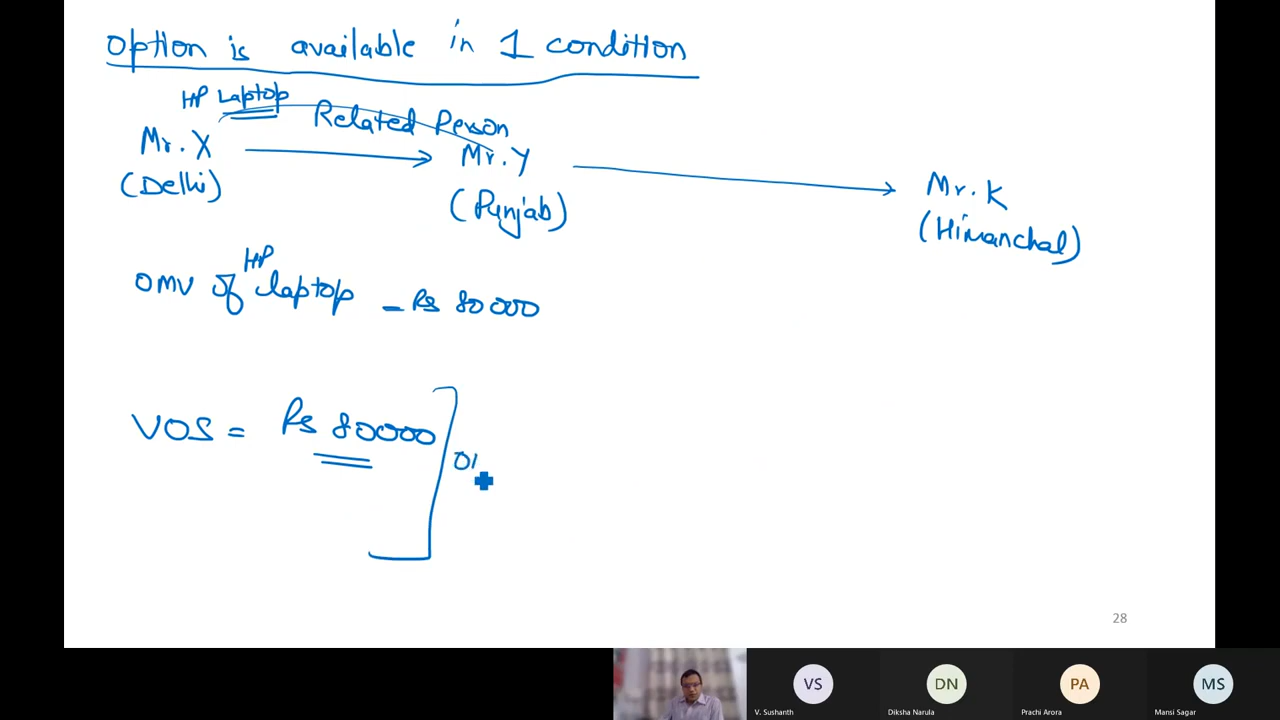 Option is available in 1 condition
HP Laptop
Related Person
Mr. X
Mr. Y
Mr. K
(Delhi)
(Punjab)
(Himanchal)
OMV of HP laptop - Rs 80000
VOS = Rs 80000
28
VS
DN
PA
MS
V. Sushanth
Diksha Narula
Prachi Arora
Mansi Sagar